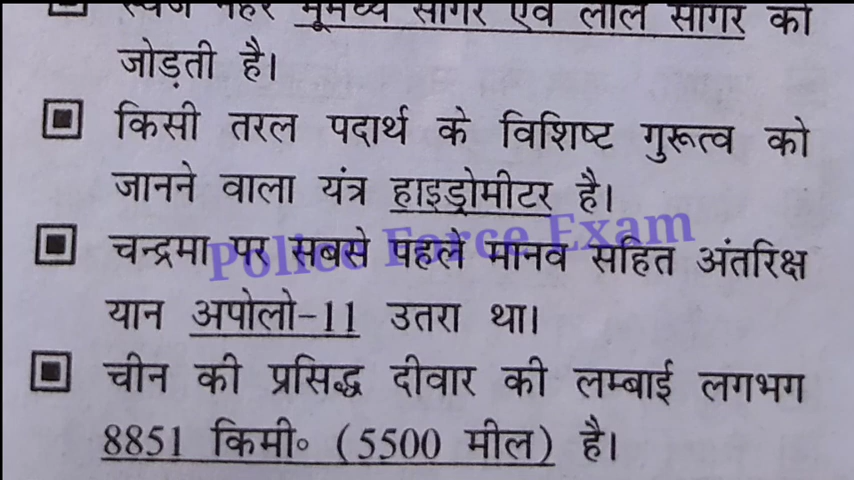 स्वेज नहर भूमध्य सागर एवं लाल सागर को
जोड़ती है।
किसी तरल पदार्थ के विशिष्ट गुरूत्व को
जानने वाला यंत्र हाइड्रोमीटर है।
Police Force Exam
चन्द्रमा पर सबसे पहले मानव सहित अंतरिक्ष
यान अपोलो-11 उतरा था।
चीन की प्रसिद्ध दीवार की लम्बाई लगभग
8851 किमी॰ (5500 मील) है।